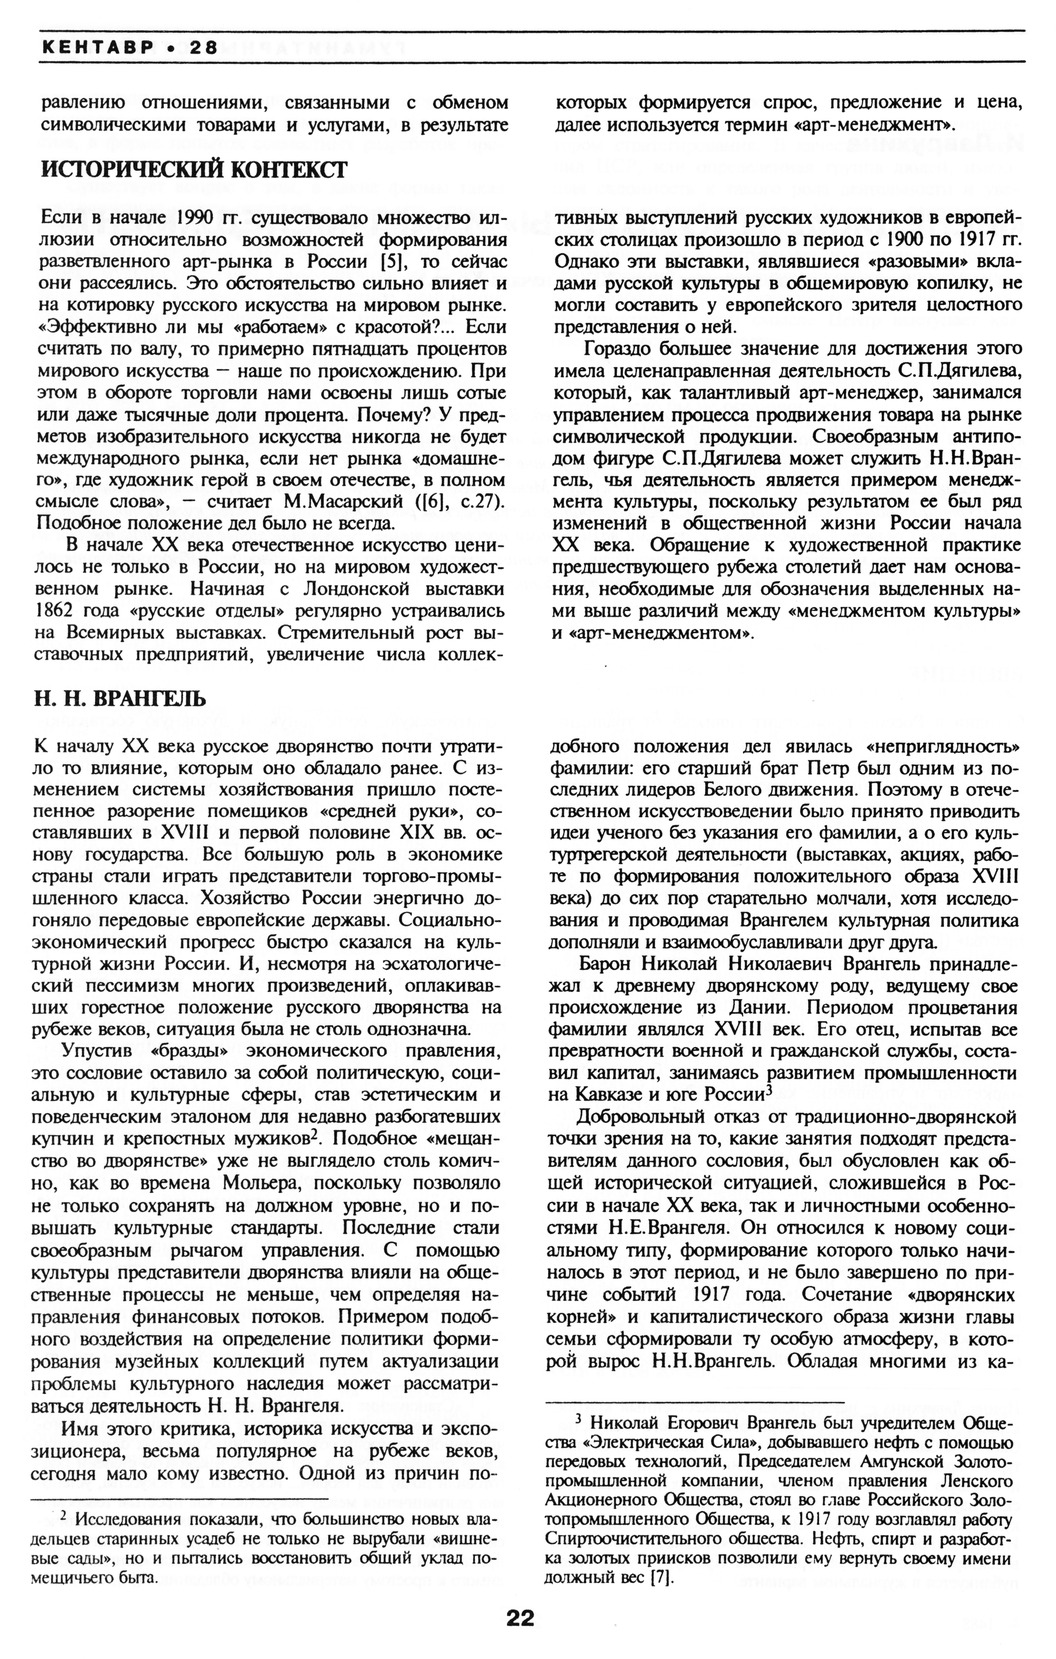 КЕНТАВР • 28
равлению отношениями, связанными с обменом
символическими товарами и услугами, в результате
которых формируется спрос, предложение и цена,
далее используется термин «арт-менеджмент».
ИСТОРИЧЕСКИЙ КОНТЕКСТ
Если в начале 1990 гг. существовало множество ил-
люзии относительно возможностей формирования
разветвленного арт-рынка в России [5], то сейчас
они рассеялись. Это обстоятельство сильно влияет и
на котировку русского искусства на мировом рынке.
«Эффективно ли мы «работаем» с красотой?... Если
считать по валу, то примерно пятнадцать процентов
мирового искусства — наше по происхождению. При
этом в обороте торговли нами освоены лишь сотые
или даже тысячные доли процента. Почему? У пред-
метов изобразительного искусства никогда не будет
международного рынка, если нет рынка «домашне-
го», где художник герой в своем отечестве, в полном
смысле слова», — считает М.Масарский ([6], с.27).
Подобное положение дел было не всегда.
В начале XX века отечественное искусство цени-
лось не только в России, но на мировом художест-
венном рынке. Начиная с Лондонской выставки
1862 года «русские отделы» регулярно устраивались
на Всемирных выставках. Стремительный рост вы-
ставочных предприятий, увеличение числа коллек-
тивных выступлений русских художников в европей-
ских столицах произошло в период с 1900 по 1917 гг.
Однако эти выставки, являвшиеся «разовыми» вкла-
дами русской культуры в общемировую копилку, не
могли составить у европейского зрителя целостного
представления о ней.
Гораздо большее значение для достижения этого
имела целенаправленная деятельность С.П.Дягилева,
который, как талантливый арт-менеджер, занимался
управлением процесса продвижения товара на рынке
символической продукции. Своеобразным антипо-
дом фигуре С.П.Дягилева может служить Н.Н.Вран-
гель, чья деятельность является примером менедж-
мента культуры, поскольку результатом ее был ряд
изменений в общественной жизни России начала
XX века. Обращение к художественной практике
предшествующего рубежа столетий дает нам основа-
ния, необходимые для обозначения выделенных на-
ми выше различий между «менеджментом культуры»
и «арт-менеджментом».
Н. Н. ВРАНГЕЛЬ
К началу XX века русское дворянство почти утрати-
ло то влияние, которым оно обладало ранее. С из-
менением системы хозяйствования пришло посте-
пенное разорение помещиков «средней руки», со-
ставлявших в XVIII и первой половине XIX вв. ос-
нову государства. Все большую роль в экономике
страны стали играть представители торгово-промы-
шленного класса. Хозяйство России энергично до-
гоняло передовые европейские державы. Социально-
экономический прогресс быстро сказался на куль-
турной жизни России. И, несмотря на эсхатологиче-
ский пессимизм многих произведений, оплакивав-
ших горестное положение русского дворянства на
рубеже веков, ситуация была не столь однозначна.
Упустив «бразды» экономического правления,
это сословие оставило за собой политическую, соци-
альную и культурные сферы, став эстетическим и
поведенческим эталоном для недавно разбогатевших
купчин и крепостных мужиков². Подобное «мещан-
ство во дворянстве» уже не выглядело столь комич-
но, как во времена Мольера, поскольку позволяло
не только сохранять на должном уровне, но и по-
вышать культурные стандарты. Последние стали
своеобразным рычагом управления. С помощью
культуры представители дворянства влияли на обще-
ственные процессы не меньше, чем определяя на-
правления финансовых потоков. Примером подоб-
ного воздействия на определение политики форми-
рования музейных коллекций путем актуализации
проблемы культурного наследия может рассматри-
ваться деятельность Н. Н. Врангеля.
Имя этого критика, историка искусства и экспо-
зиционера, весьма популярное на рубеже веков,
сегодня мало кому известно. Одной из причин по-
² Исследования показали, что большинство новых вла-
дельцев старинных усадеб не только не вырубали «вишне-
вые сады», но и пытались восстановить общий уклад по-
мещичьего быта.
добного положения дел явилась «неприглядность»
фамилии: его старший брат Петр был одним из по-
следних лидеров Белого движения. Поэтому в отече-
ственном искусствоведении было принято приводить
идеи ученого без указания его фамилии, а о его куль-
туртрегерской деятельности (выставках, акциях, рабо-
те по формирования положительного образа XVIII
века) до сих пор старательно молчали, хотя исследо-
вания и проводимая Врангелем культурная политика
дополняли и взаимообуславливали друг друга.
Барон Николай Николаевич Врангель принадле-
жал к древнему дворянскому роду, ведущему свое
происхождение из Дании. Периодом процветания
фамилии являлся XVIII век. Его отец, испытав все
превратности военной и гражданской службы, соста-
вил капитал, занимаясь развитием промышленности
на Кавказе и юге России³
Добровольный отказ от традиционно-дворянской
точки зрения на то, какие занятия подходят предста-
вителям данного сословия, был обусловлен как об-
щей исторической ситуацией, сложившейся в Рос-
сии в начале XX века, так и личностными особенно-
стями Н.Е.Врангеля. Он относился к новому соци-
альному типу, формирование которого только начи-
налось в этот период, и не было завершено по при-
чине событий 1917 года. Сочетание «дворянских
корней» и капиталистического образа жизни главы
семьи сформировали ту особую атмосферу, в кото-
рой вырос Н.Н.Врангель. Обладая многими из ка-
³ Николай Егорович Врангель был учредителем Обще-
ства «Электрическая Сила», добывавшего нефть с помощью
передовых технологий, Председателем Амгунской Золото-
промышленной компании, членом правления Ленского
Акционерного Общества, стоял во главе Российского Золо-
топромышленного Общества, к 1917 году возглавлял работу
Спиртоочистительного общества. Нефть, спирт и разработ-
ка золотых приисков позволили ему вернуть своему имени
должный вес [7].
22